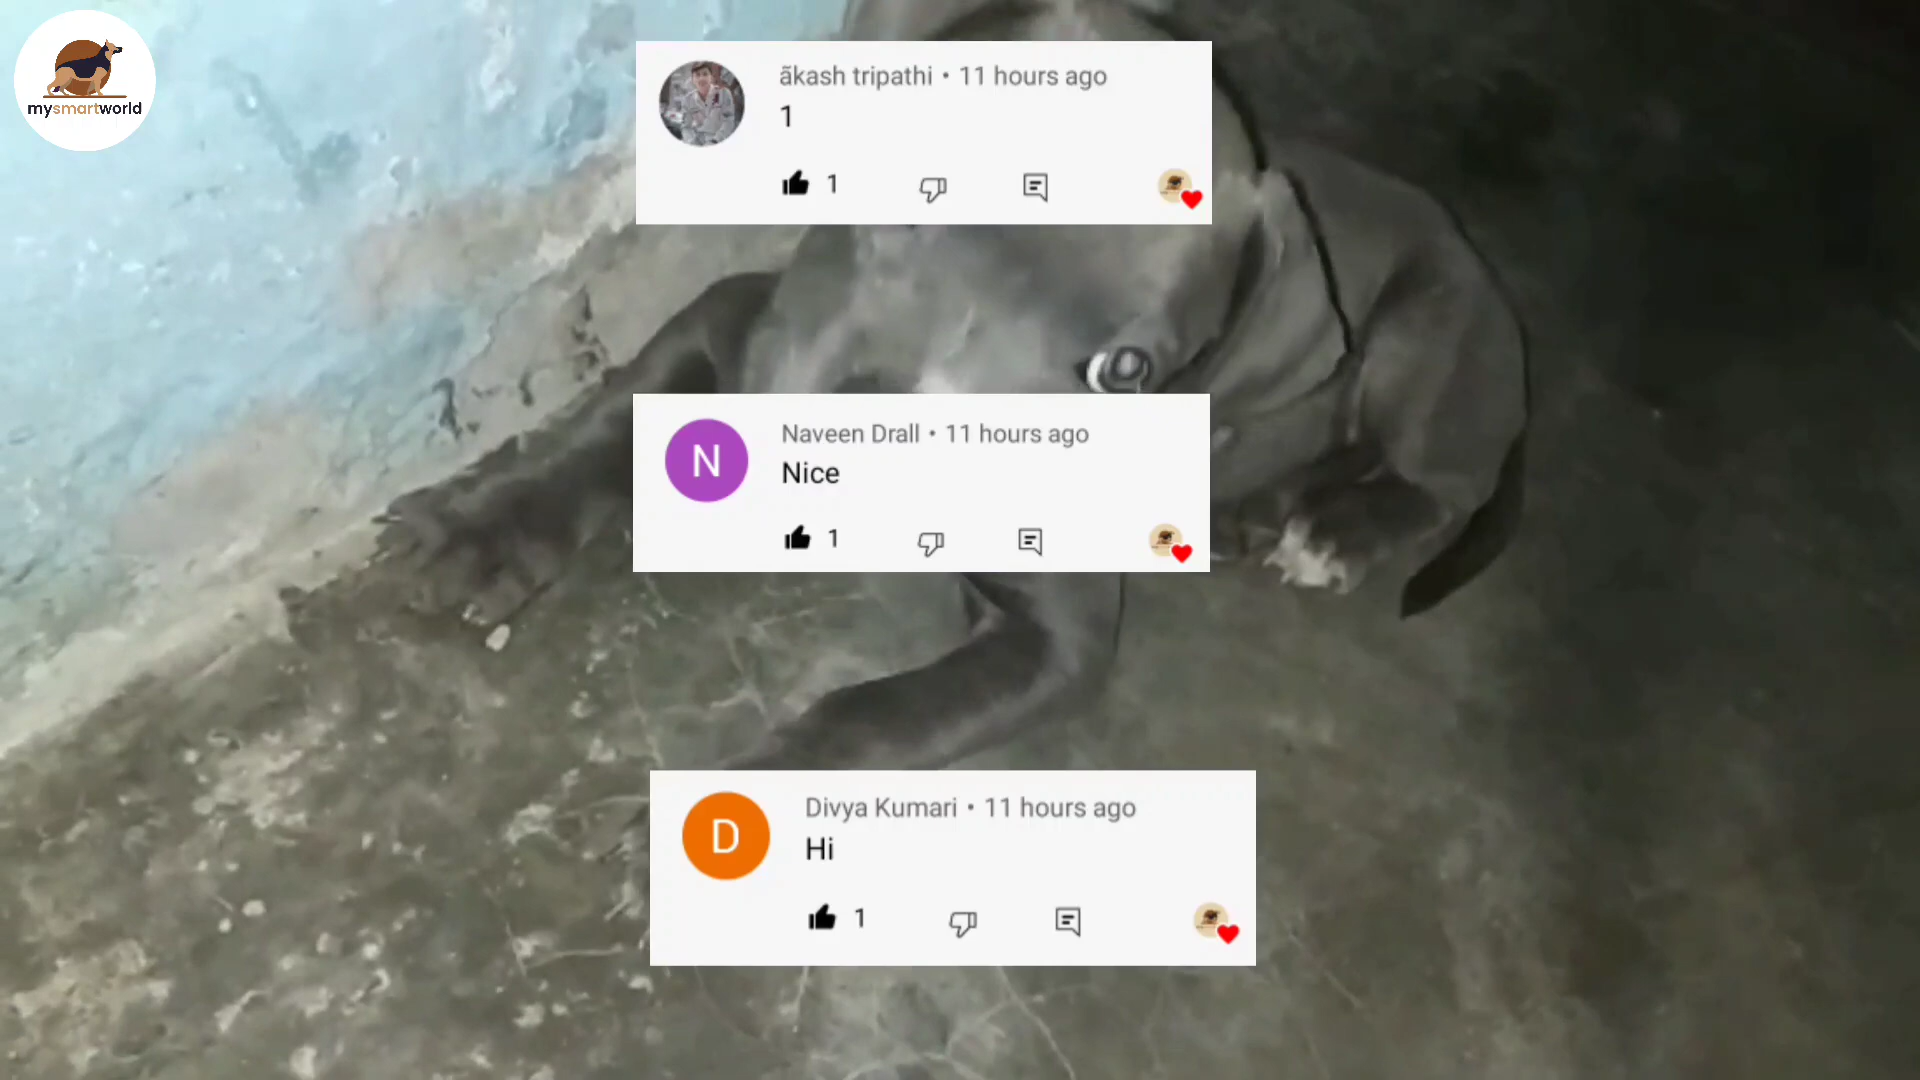 mysmartworld
ãkash tripathi • 11 hours ago
1
1
N
Naveen Drall • 11 hours ago
Nice
1
D
Divya Kumari • 11 hours ago
Hi
1